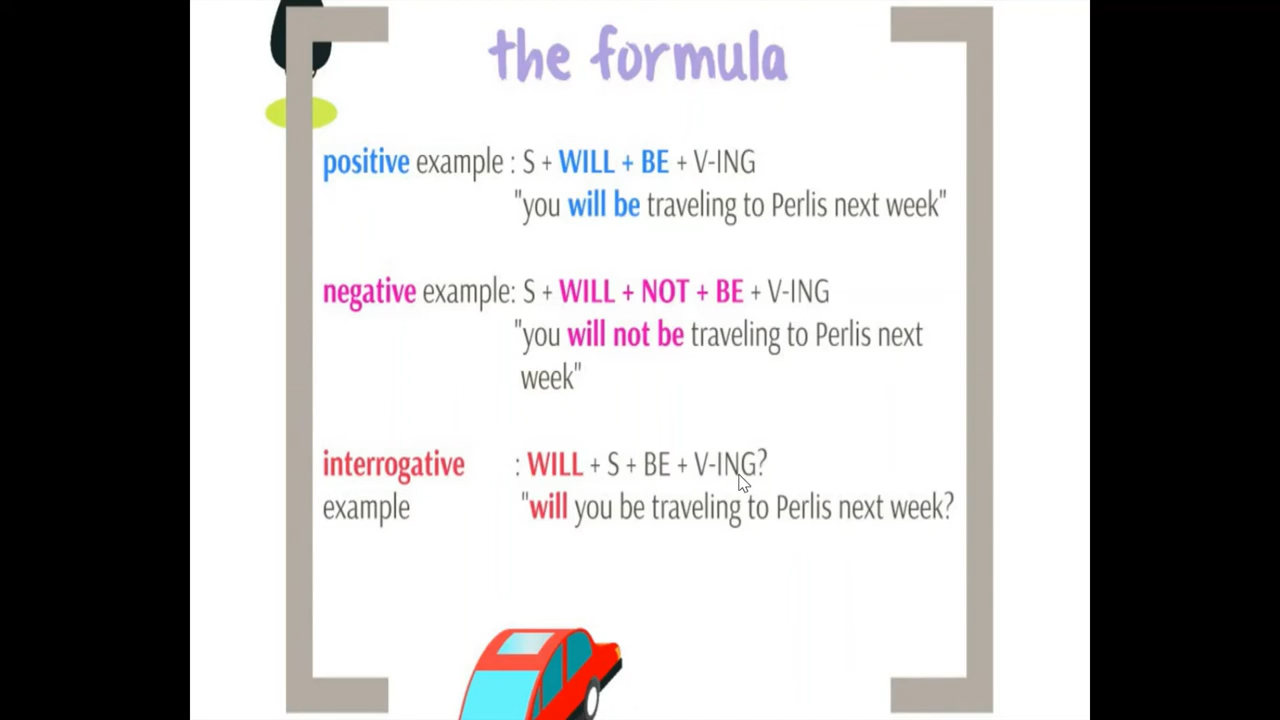 the formula
positive example : S + WILL + BE + V-ING
"you will be traveling to Perlis next week"
negative example: S + WILL + NOT + BE + V-ING
"you will not be traveling to Perlis next
week"
interrogative : WILL + S + BE + V-ING?
example "will you be traveling to Perlis next week?